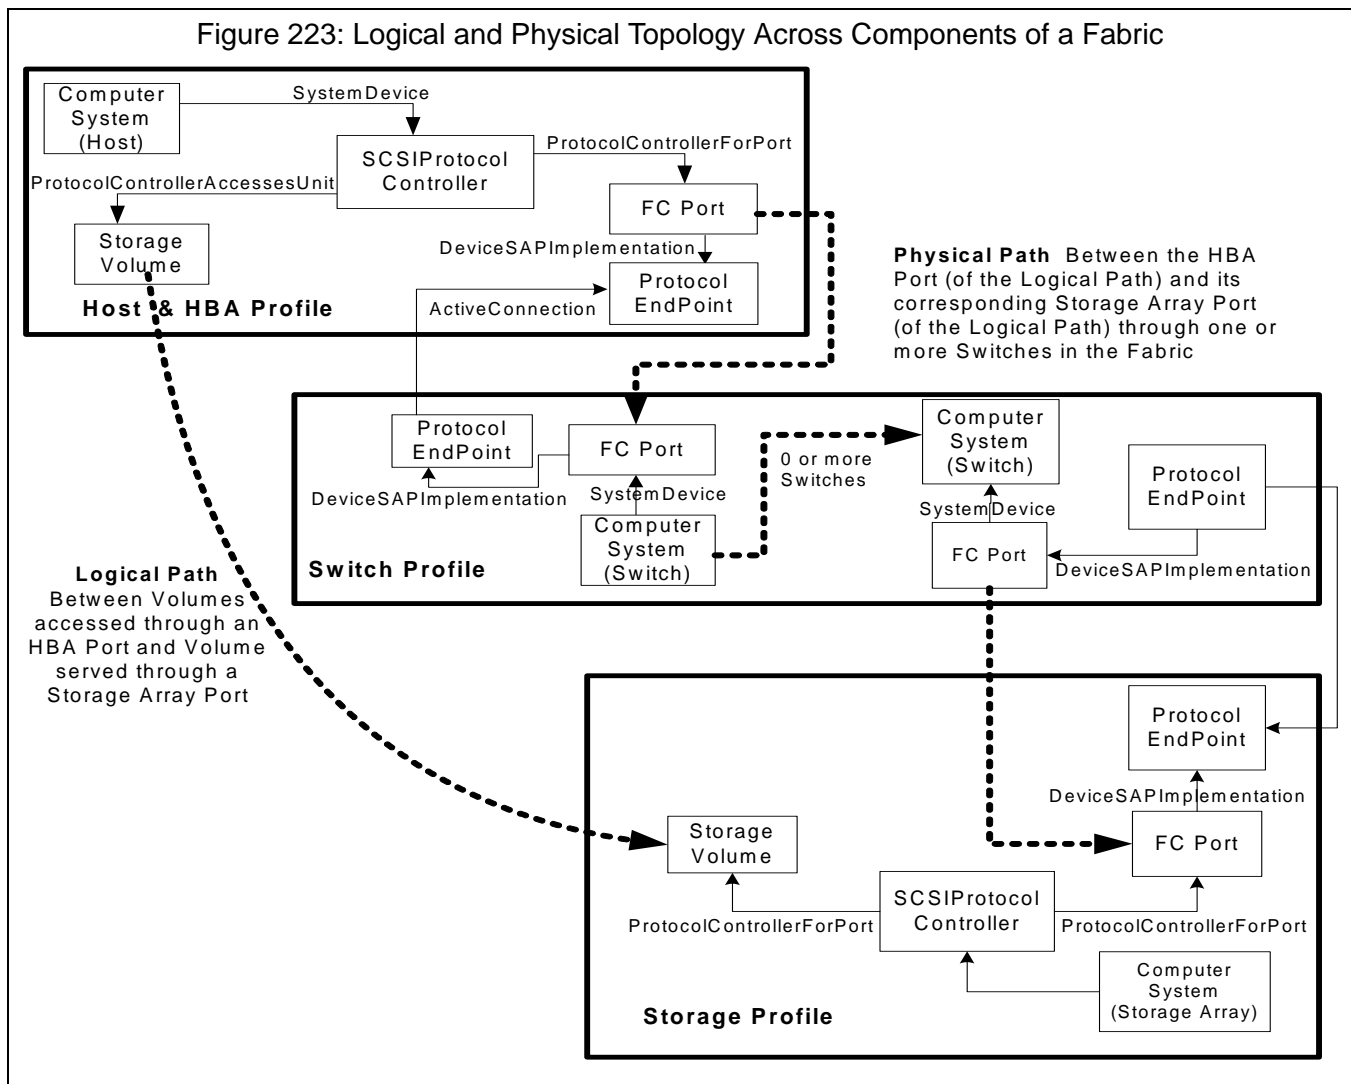 Figure 223: Logical and Physical Topology Across Components of a Fabric
Computer
System
(Host)
SystemDevice
SCSIProtocol
Controller
ProtocolControllerForPort
ProtocolControllerAccessesUnit
FC Port
Storage
Volume
DeviceSAPImplementation
Protocol
EndPoint
ActiveConnection
Host & HBA Profile
Physical Path Between the HBA
Port (of the Logical Path) and its
corresponding Storage Array Port
(of the Logical Path) through one or
more Switches in the Fabric
Protocol
EndPoint
FC Port
DeviceSAPImplementation
SystemDevice
Computer
System
(Switch)
0 or more
Switches
Computer
System
(Switch)
SystemDevice
FC Port
Protocol
EndPoint
DeviceSAPImplementation
Switch Profile
Logical Path
Between Volumes
accessed through an
HBA Port and Volume
served through a
Storage Array Port
Protocol
EndPoint
DeviceSAPImplementation
FC Port
Storage
Volume
SCSIProtocol
Controller
ProtocolControllerForPort
ProtocolControllerForPort
Computer
System
(Storage Array)
Storage Profile